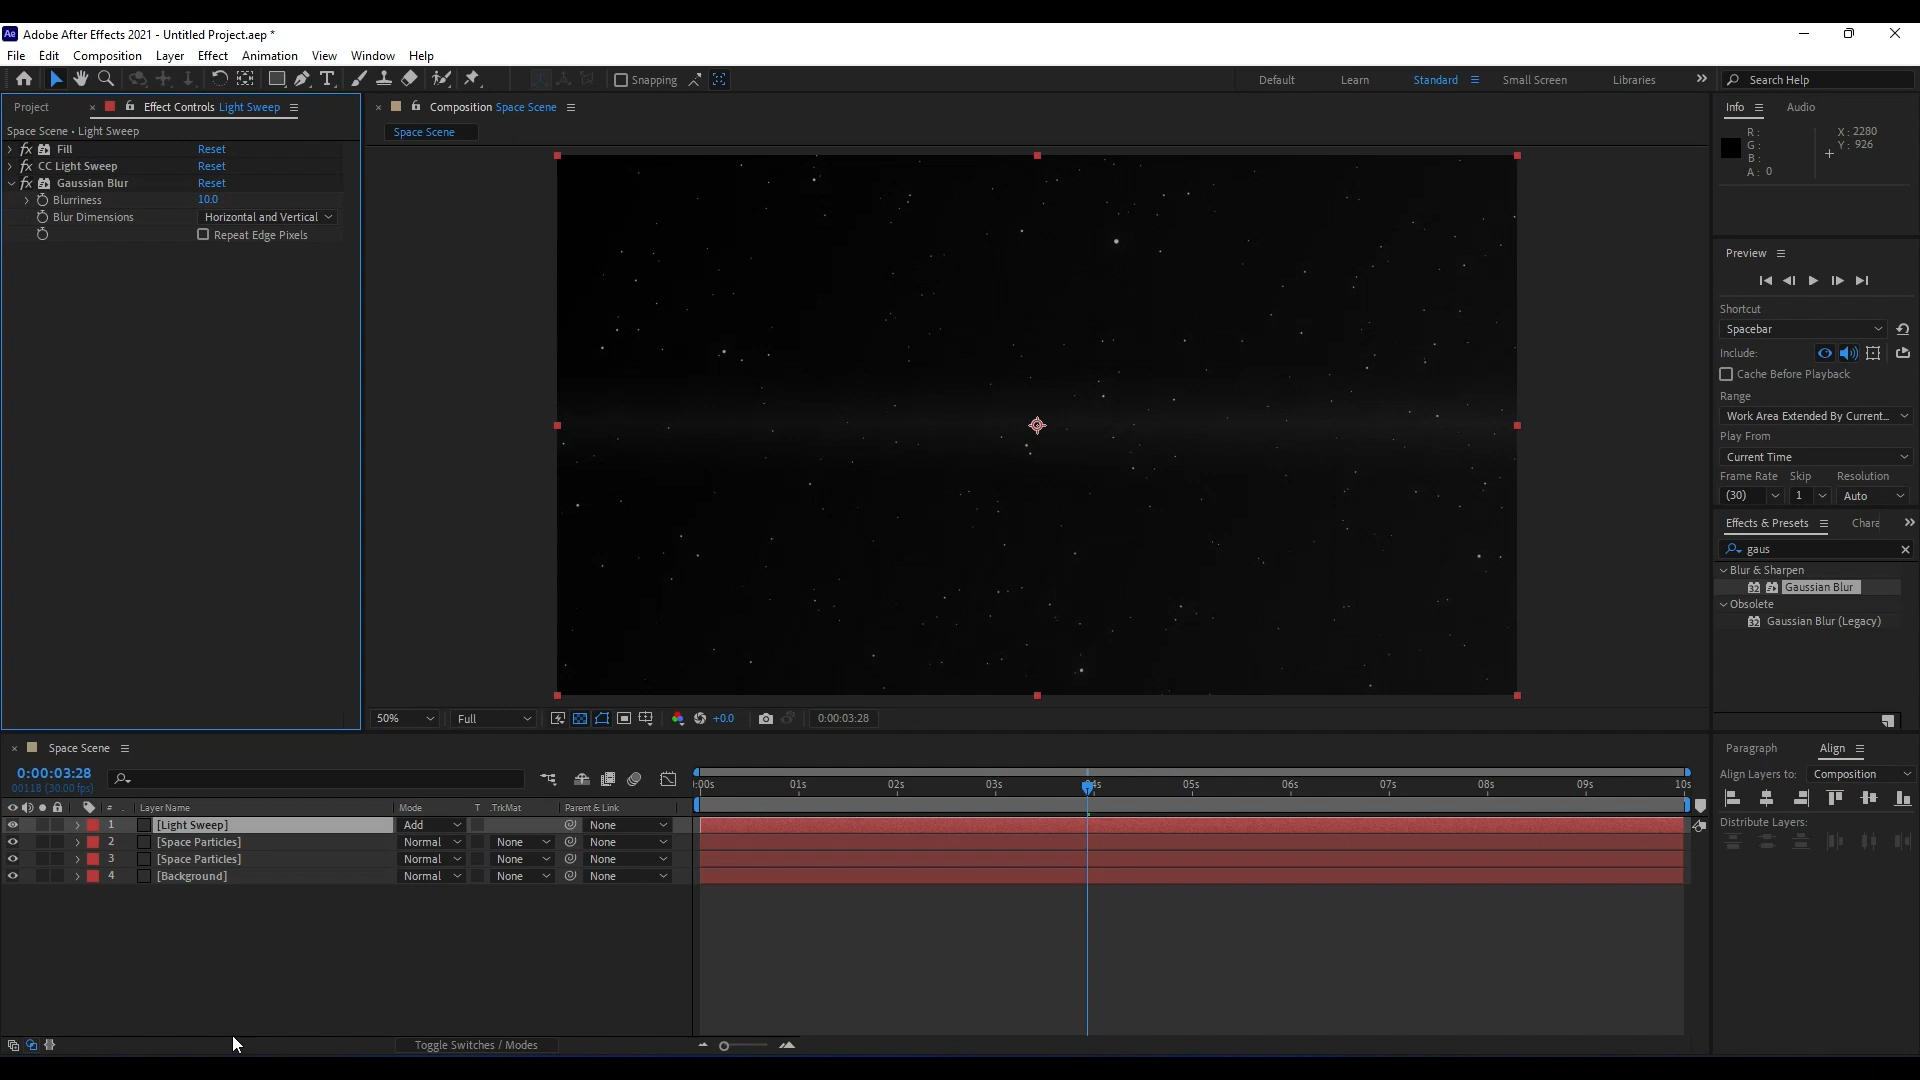 Adobe After Effects 2021 - Untitled Project.aep *
File Edit Composition Layer Effect Animation View Window Help
Snapping Default Learn Standard Small Screen Libraries Search Help
Project Effect Controls Light Sweep
Space Scene • Light Sweep
Fill Reset
CC Light Sweep Reset
Gaussian Blur Reset
Blurriness 10.0
Blur Dimensions Horizontal and Vertical
Repeat Edge Pixels
Composition Space Scene
Space Scene
50% Full +0.0 0:00:03:28
Info Audio
R: X: 2280
G: Y: 926
B:
A: 0
Preview
Shortcut
Spacebar
Include:
Cache Before Playback
Range
Work Area Extended By Current...
Play From
Current Time
Frame Rate Skip Resolution
(30) 1 Auto
Effects & Presets Chara
gaus
Blur & Sharpen
32 Gaussian Blur
Obsolete
32 Gaussian Blur (Legacy)
Space Scene
0:00:03:28
00118 (30.00 fps)
:00s 01s 02s 03s 04s 05s 06s 07s 08s 09s 10s
# Layer Name Mode T .TrkMat Parent & Link
1 [Light Sweep] Add None
2 [Space Particles] Normal None None
3 [Space Particles] Normal None None
4 [Background] Normal None None
Toggle Switches / Modes
Paragraph Align
Align Layers to: Composition
Distribute Layers: